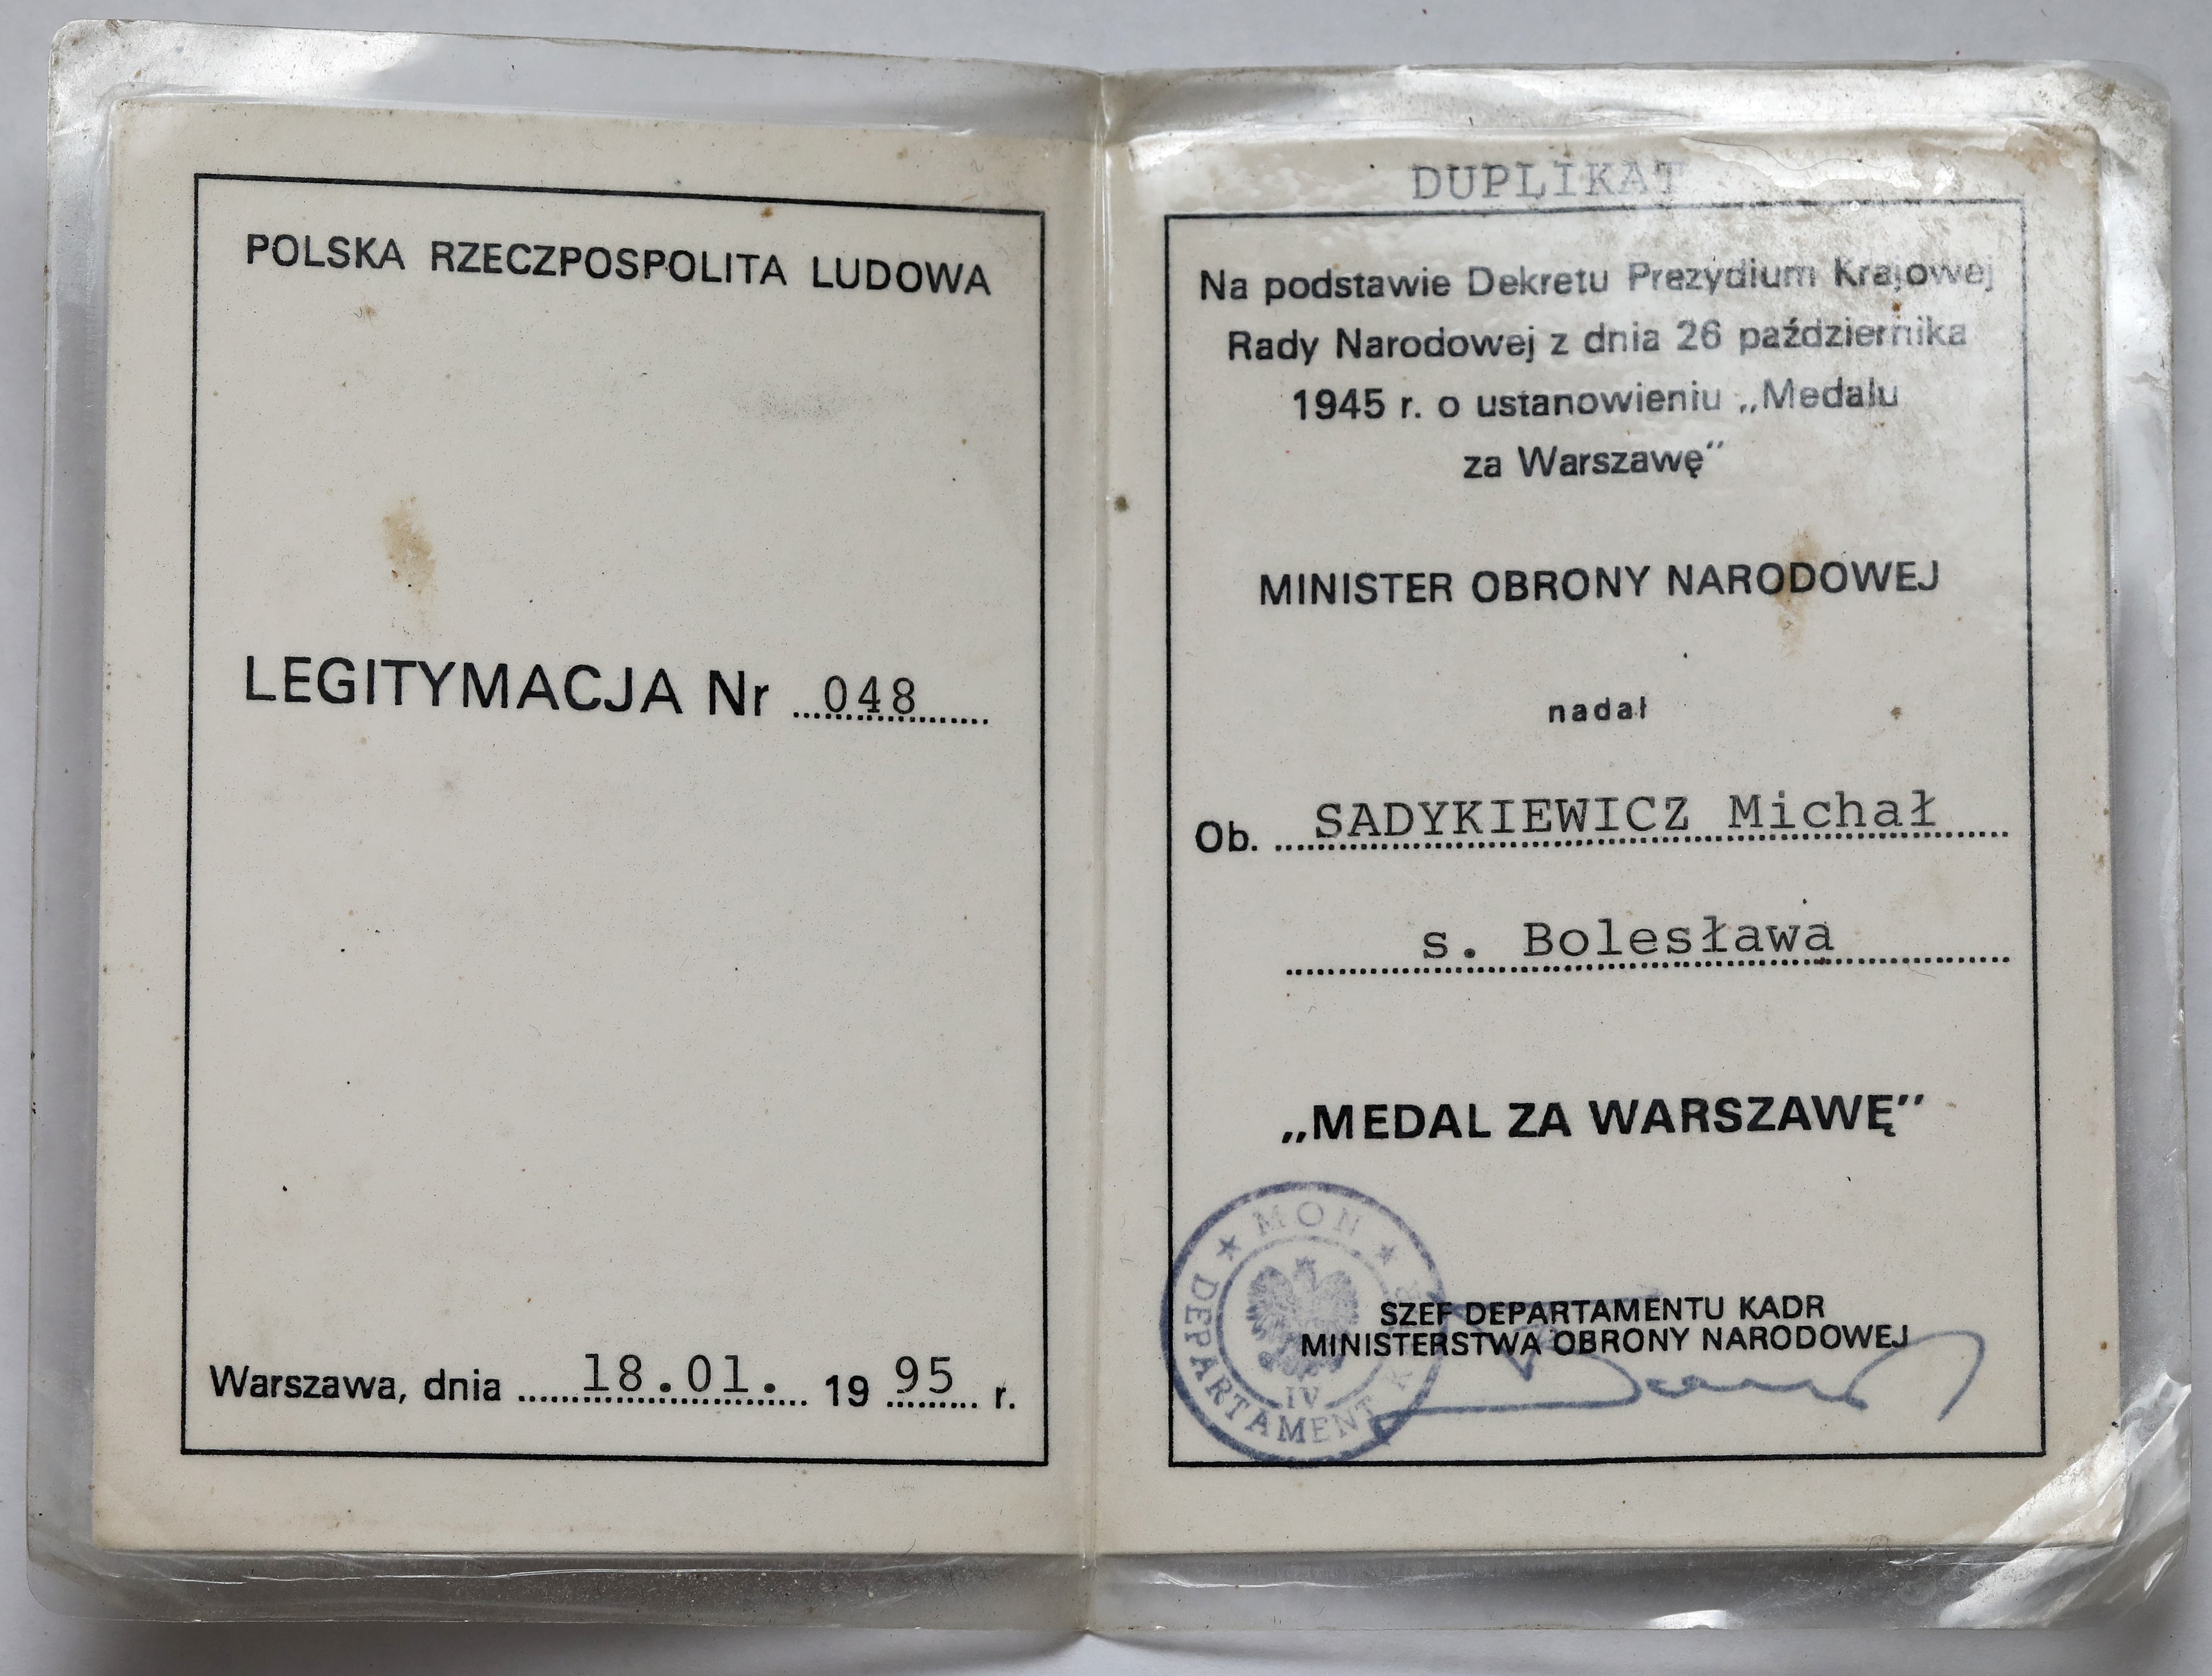 POLSKA RZECZPOSPOLITA LUDOWA
LEGITYMACJA Nr 048
Warszawa, dnia 18.01. 1995 r.
DUPLIKAT
Na podstawie Dekretu Prezydium Krajowej
Rady Narodowej z dnia 26 października
1945 r. o ustanowieniu „Medalu
za Warszawę”
MINISTER OBRONY NARODOWEJ
nadał
Ob. SADYKIEWICZ Michał
s. Bolesława
„MEDAL ZA WARSZAWĘ”
SZEF DEPARTAMENTU KADR
MINISTERSTWA OBRONY NARODOWEJ
★ MON ★
DEPARTAMENT
IV